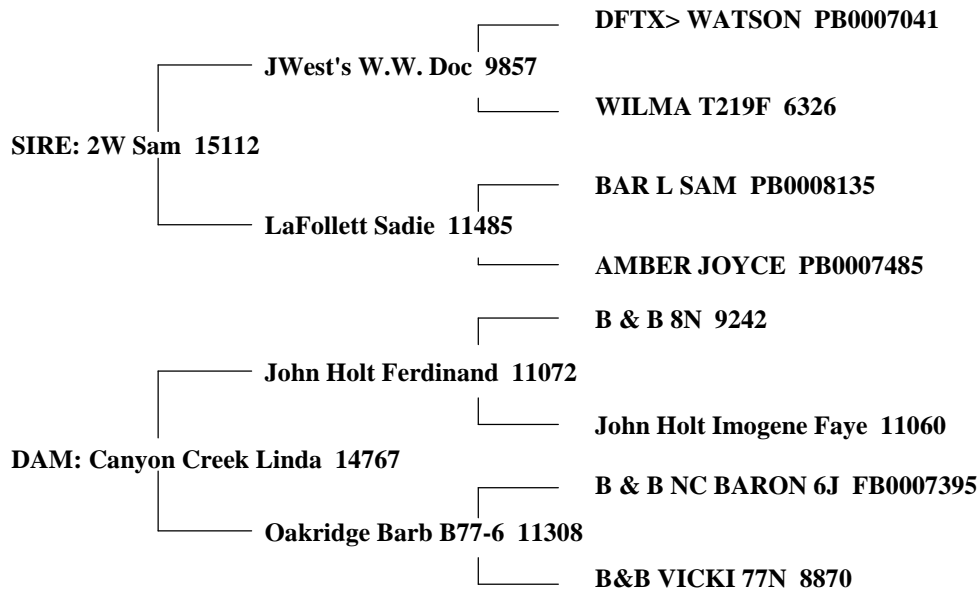 DFTX> WATSON PB0007041
JWest's W.W. Doc 9857
WILMA T219F 6326
SIRE: 2W Sam 15112
BAR L SAM PB0008135
LaFollett Sadie 11485
AMBER JOYCE PB0007485
B & B 8N 9242
John Holt Ferdinand 11072
John Holt Imogene Faye 11060
DAM: Canyon Creek Linda 14767
B & B NC BARON 6J FB0007395
Oakridge Barb B77-6 11308
B&B VICKI 77N 8870